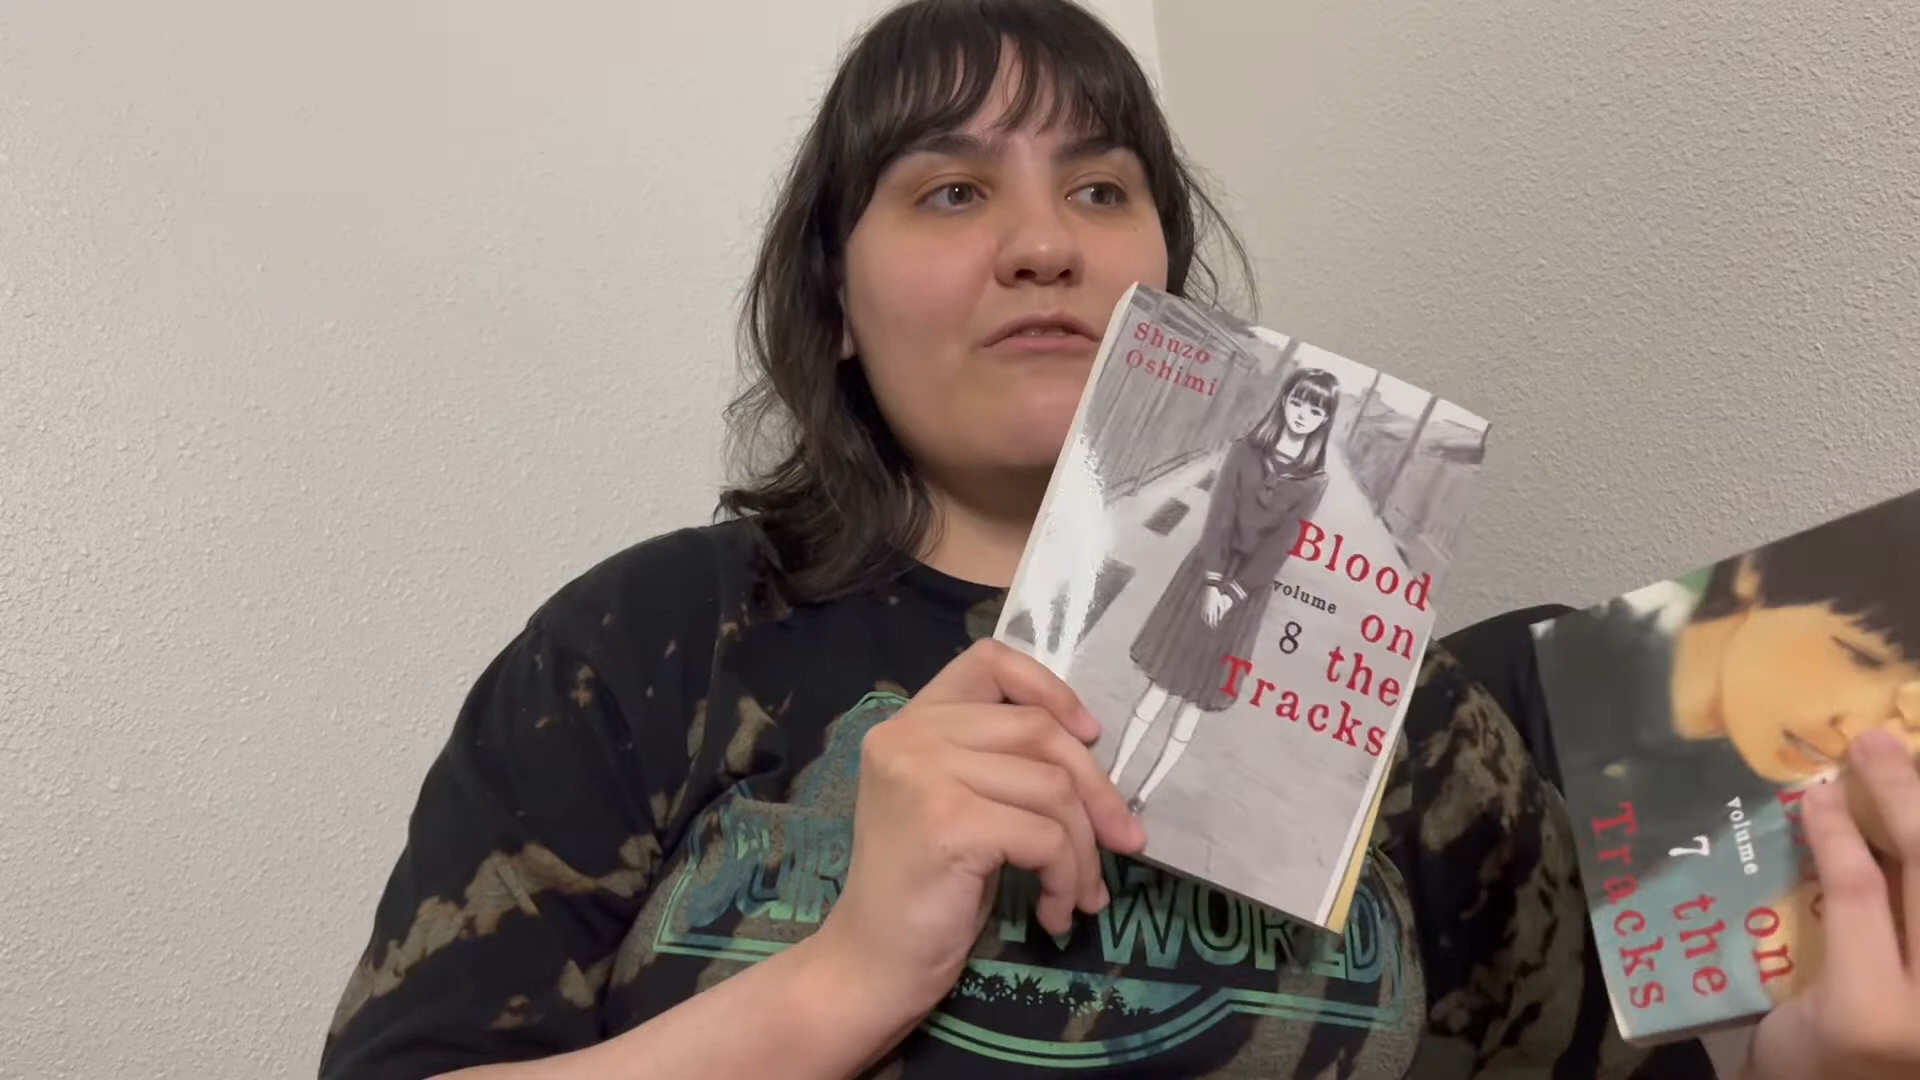 Shuzo
Oshimi
Blood
volume
on
8
the
Tracks
volume
on
7
the
Tracks
WORLD